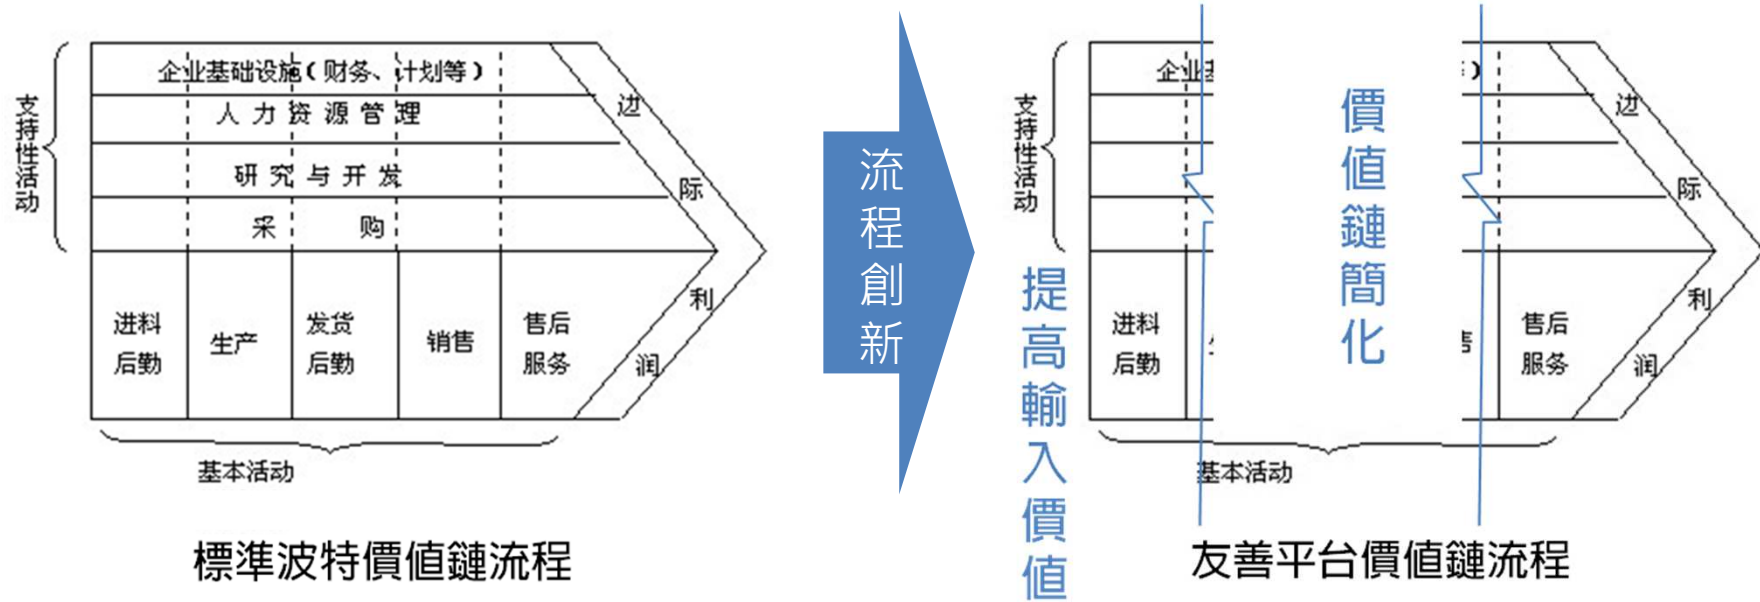 支持性活动
企业基础设施(财务、计划等)
人力资源管理
研究与开发
采购
进料后勤
生产
发货后勤
销售
售后服务
边际利润
基本活动
標準波特價值鏈流程
流程創新
支持性活动
企业
提高輸入價值
價值鏈簡化
进料后勤
售
售后服务
边际利润
基本活动
友善平台價值鏈流程